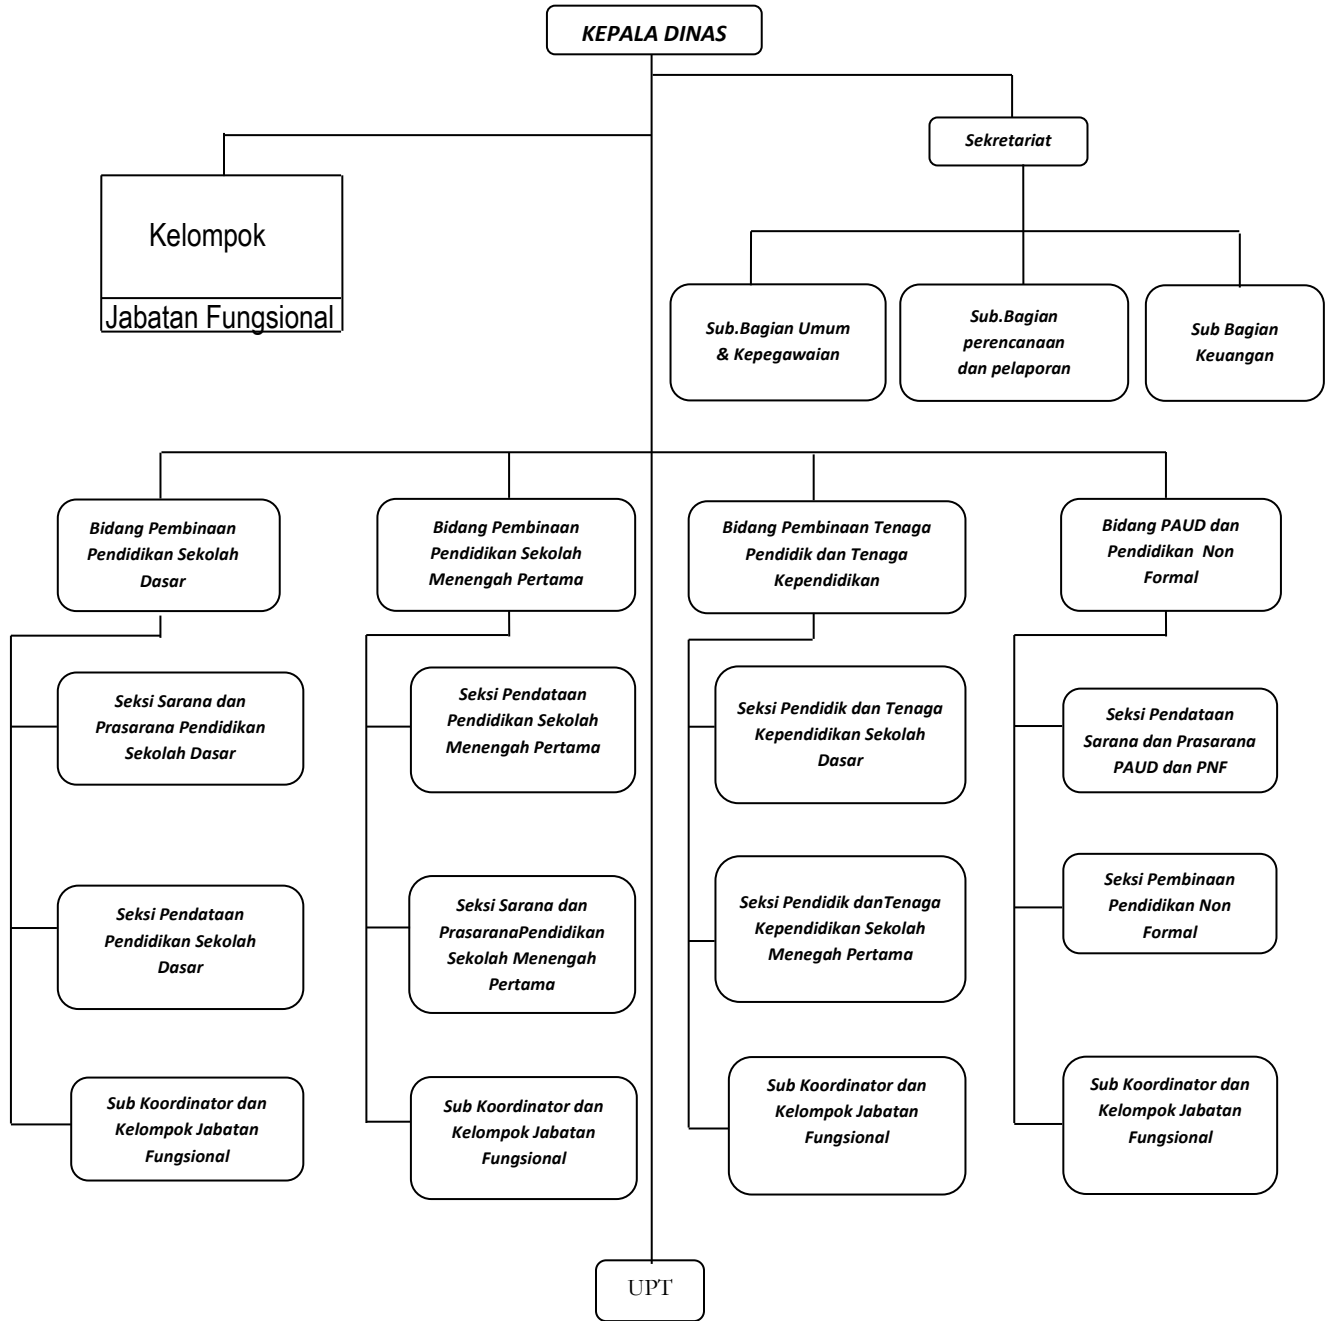 KEPALA DINAS
Sekretariat
Kelompok
Jabatan Fungsional
Sub.Bagian Umum
& Kepegawaian
Sub.Bagian
perencanaan
dan pelaporan
Sub Bagian
Keuangan
Bidang Pembinaan
Pendidikan Sekolah
Dasar
Bidang Pembinaan
Pendidikan Sekolah
Menengah Pertama
Bidang Pembinaan Tenaga
Pendidik dan Tenaga
Kependidikan
Bidang PAUD dan
Pendidikan Non
Formal
Seksi Sarana dan
Prasarana Pendidikan
Sekolah Dasar
Seksi Pendataan
Pendidikan Sekolah
Menengah Pertama
Seksi Pendidik dan Tenaga
Kependidikan Sekolah
Dasar
Seksi Pendataan
Sarana dan Prasarana
PAUD dan PNF
Seksi Pendataan
Pendidikan Sekolah
Dasar
Seksi Sarana dan
PrasaranaPendidikan
Sekolah Menengah
Pertama
Seksi Pendidik danTenaga
Kependidikan Sekolah
Menegah Pertama
Seksi Pembinaan
Pendidikan Non
Formal
Sub Koordinator dan
Kelompok Jabatan
Fungsional
Sub Koordinator dan
Kelompok Jabatan
Fungsional
Sub Koordinator dan
Kelompok Jabatan
Fungsional
Sub Koordinator dan
Kelompok Jabatan
Fungsional
UPT